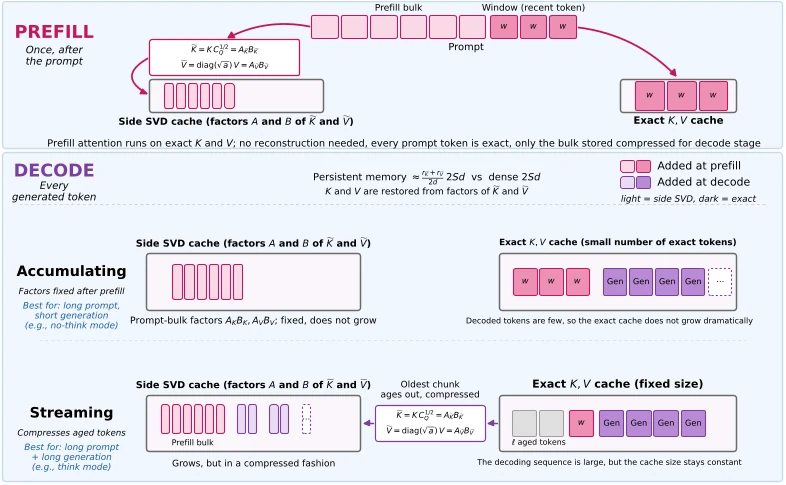 Prefill bulk
Window (recent token)
PREFILL
Once, after
the prompt
w w w
Prompt
K̃ = K C_Q^{1/2} = A_K̃ B_K̃
Ṽ = diag(√a) V = A_Ṽ B_Ṽ
w w w
Side SVD cache (factors A and B of K̃ and Ṽ)
Exact K, V cache
Prefill attention runs on exact K and V; no reconstruction needed, every prompt token is exact, only the bulk stored compressed for decode stage
DECODE
Every
generated token
Persistent memory ≈ (r_K̃ + r_Ṽ)/2d 2Sd vs dense 2Sd
K and V are restored from factors of K̃ and Ṽ
Added at prefill
Added at decode
light = side SVD, dark = exact
Side SVD cache (factors A and B of K̃ and Ṽ)
Exact K, V cache (small number of exact tokens)
Accumulating
Factors fixed after prefill
Best for: long prompt,
short generation
(e.g., no-think mode)
w w w Gen Gen Gen Gen ...
Prompt-bulk factors A_K B_K, A_V B_V; fixed, does not grow
Decoded tokens are few, so the exact cache does not grow dramatically
Side SVD cache (factors A and B of K̃ and Ṽ)
Oldest chunk
ages out, compressed
Exact K, V cache (fixed size)
Streaming
Compresses aged tokens
Best for: long prompt
+ long generation
(e.g., think mode)
Prefill bulk
K̃ = K C_Q^{1/2} = A_K̃ B_K̃
Ṽ = diag(√a) V = A_Ṽ B_Ṽ
w Gen Gen Gen Gen
ℓ aged tokens
Grows, but in a compressed fashion
The decoding sequence is large, but the cache size stays constant